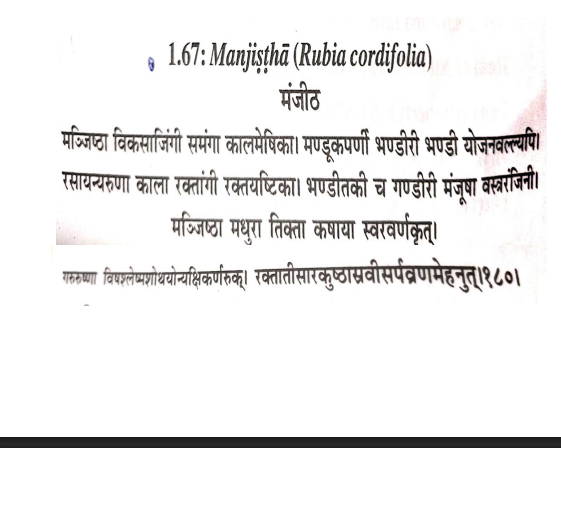 1.67: Manjiṣṭhā (Rubia cordifolia)
मंजीठ
मञ्जिष्ठा विकसाजिंगी समंगा कालमेषिका। मण्डूकपर्णी भण्डीरी भण्डी योजनवल्ल्यपि।
रसायन्यरुणा काला रक्तांगी रक्तयष्टिका। भण्डीतकी च गण्डीरी मंजूषा वस्त्ररंजिनी।
मञ्जिष्ठा मधुरा तिक्ता कषाया स्वरवर्णकृत्।
गरुरुष्णा विषश्लेष्मशोथयोन्यक्षिकर्णरुक्। रक्तातीसारकुष्ठास्रवीसर्पव्रणमेहनुत्।१८०।